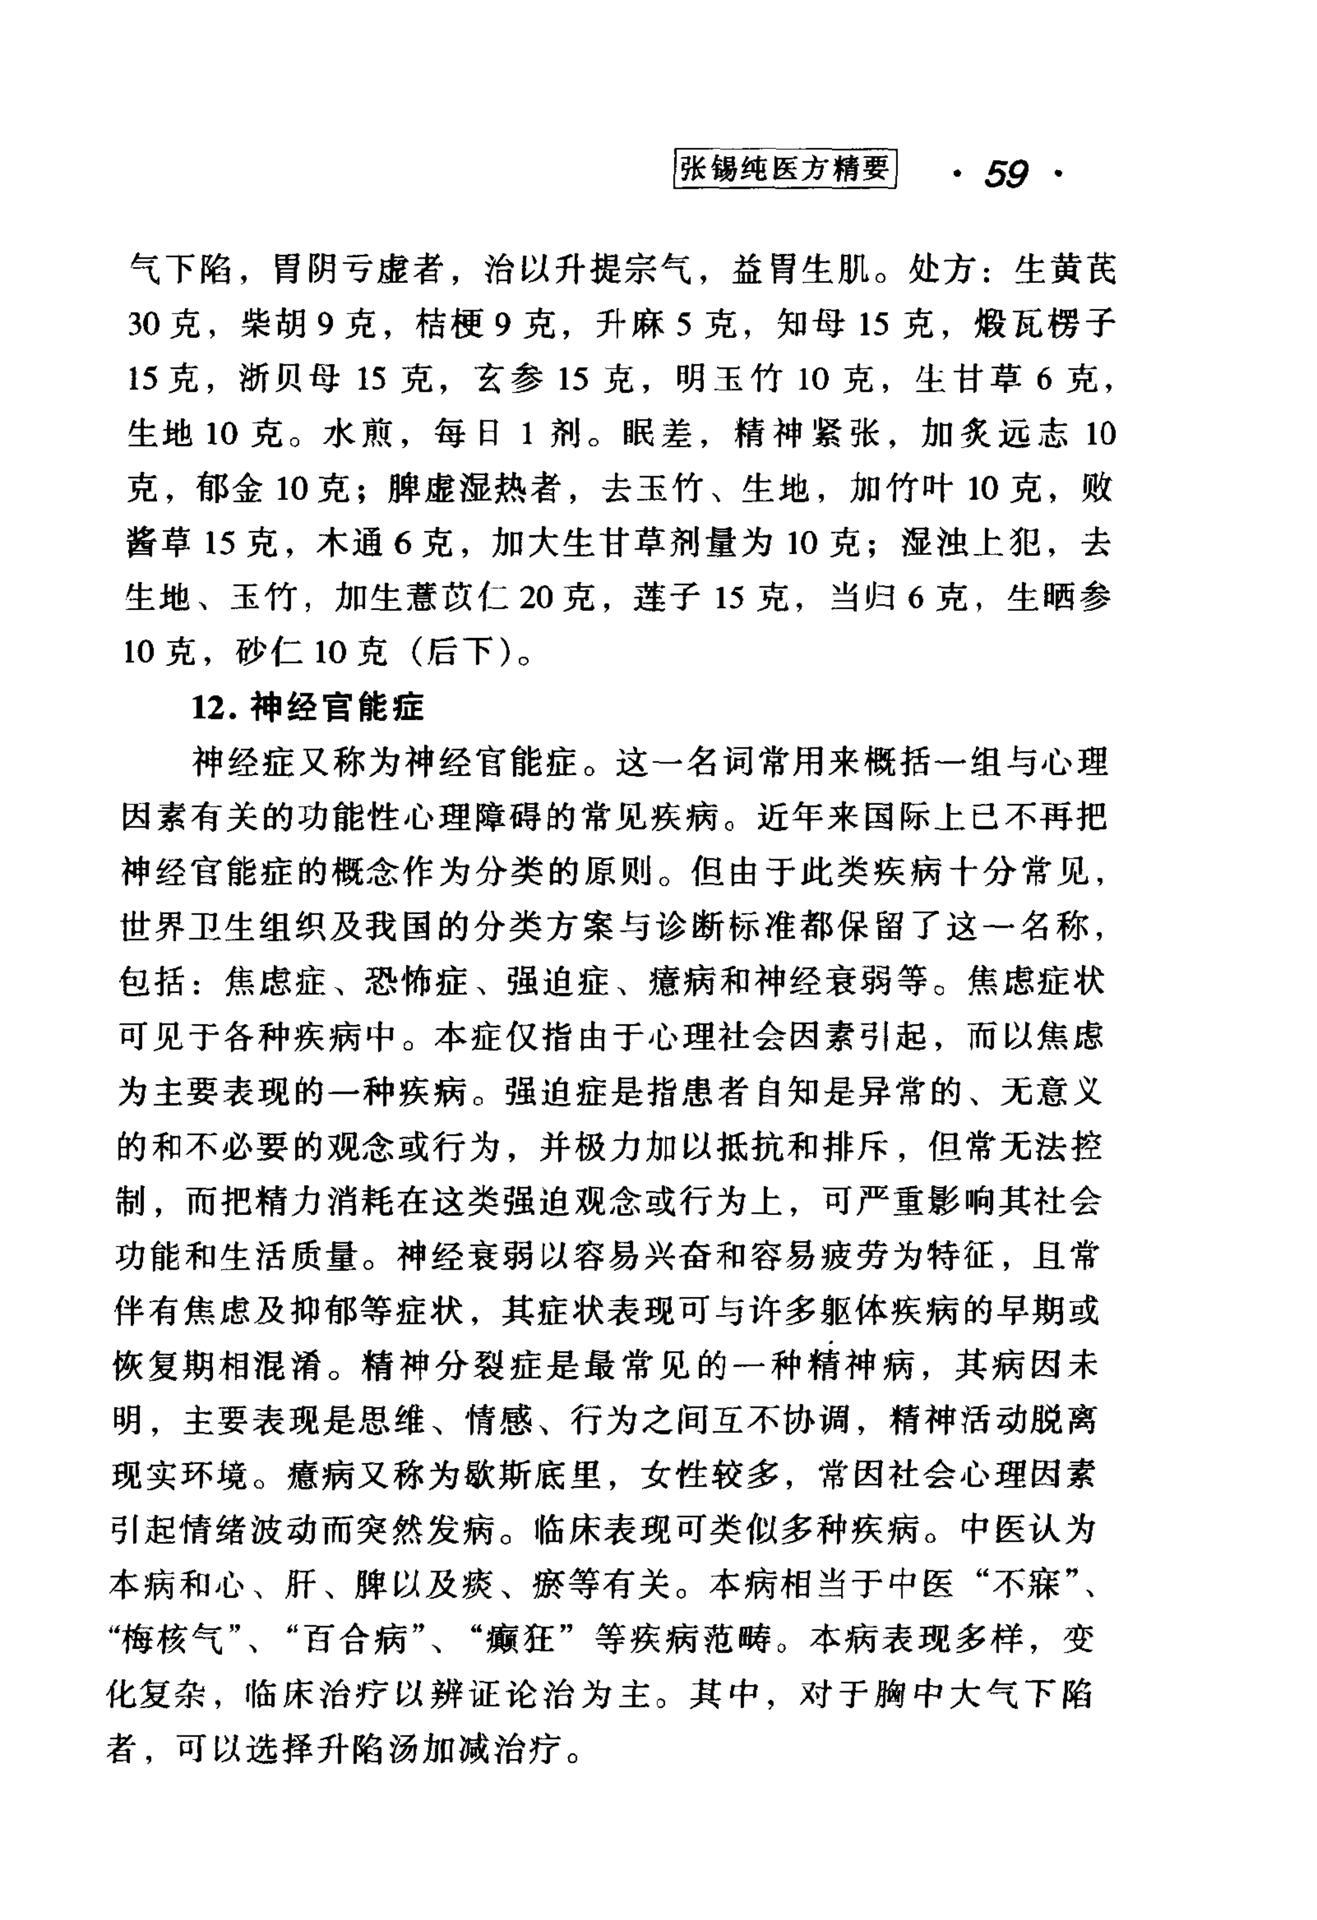 张锡纯医方精要 · 59 ·
气下陷，胃阴亏虚者，治以升提宗气，益胃生肌。处方：生黄芪
30 克，柴胡 9 克，桔梗 9 克，升麻 5 克，知母 15 克，煅瓦楞子
15 克，浙贝母 15 克，玄参 15 克，明玉竹 10 克，生甘草 6 克，
生地 10 克。水煎，每日 1 剂。眠差，精神紧张，加炙远志 10
克，郁金 10 克；脾虚湿热者，去玉竹、生地，加竹叶 10 克，败
酱草 15 克，木通 6 克，加大生甘草剂量为 10 克；湿浊上犯，去
生地、玉竹，加生薏苡仁 20 克，莲子 15 克，当归 6 克，生晒参
10 克，砂仁 10 克（后下）。
12. 神经官能症
神经症又称为神经官能症。这一名词常用来概括一组与心理
因素有关的功能性心理障碍的常见疾病。近年来国际上已不再把
神经官能症的概念作为分类的原则。但由于此类疾病十分常见，
世界卫生组织及我国的分类方案与诊断标准都保留了这一名称，
包括：焦虑症、恐怖症、强迫症、癔病和神经衰弱等。焦虑症状
可见于各种疾病中。本症仅指由于心理社会因素引起，而以焦虑
为主要表现的一种疾病。强迫症是指患者自知是异常的、无意义
的和不必要的观念或行为，并极力加以抵抗和排斥，但常无法控
制，而把精力消耗在这类强迫观念或行为上，可严重影响其社会
功能和生活质量。神经衰弱以容易兴奋和容易疲劳为特征，且常
伴有焦虑及抑郁等症状，其症状表现可与许多躯体疾病的早期或
恢复期相混淆。精神分裂症是最常见的一种精神病，其病因未
明，主要表现是思维、情感、行为之间互不协调，精神活动脱离
现实环境。癔病又称为歇斯底里，女性较多，常因社会心理因素
引起情绪波动而突然发病。临床表现可类似多种疾病。中医认为
本病和心、肝、脾以及痰、瘀等有关。本病相当于中医“不寐”、
“梅核气”、“百合病”、“癫狂”等疾病范畴。本病表现多样，变
化复杂，临床治疗以辨证论治为主。其中，对于胸中大气下陷
者，可以选择升陷汤加减治疗。